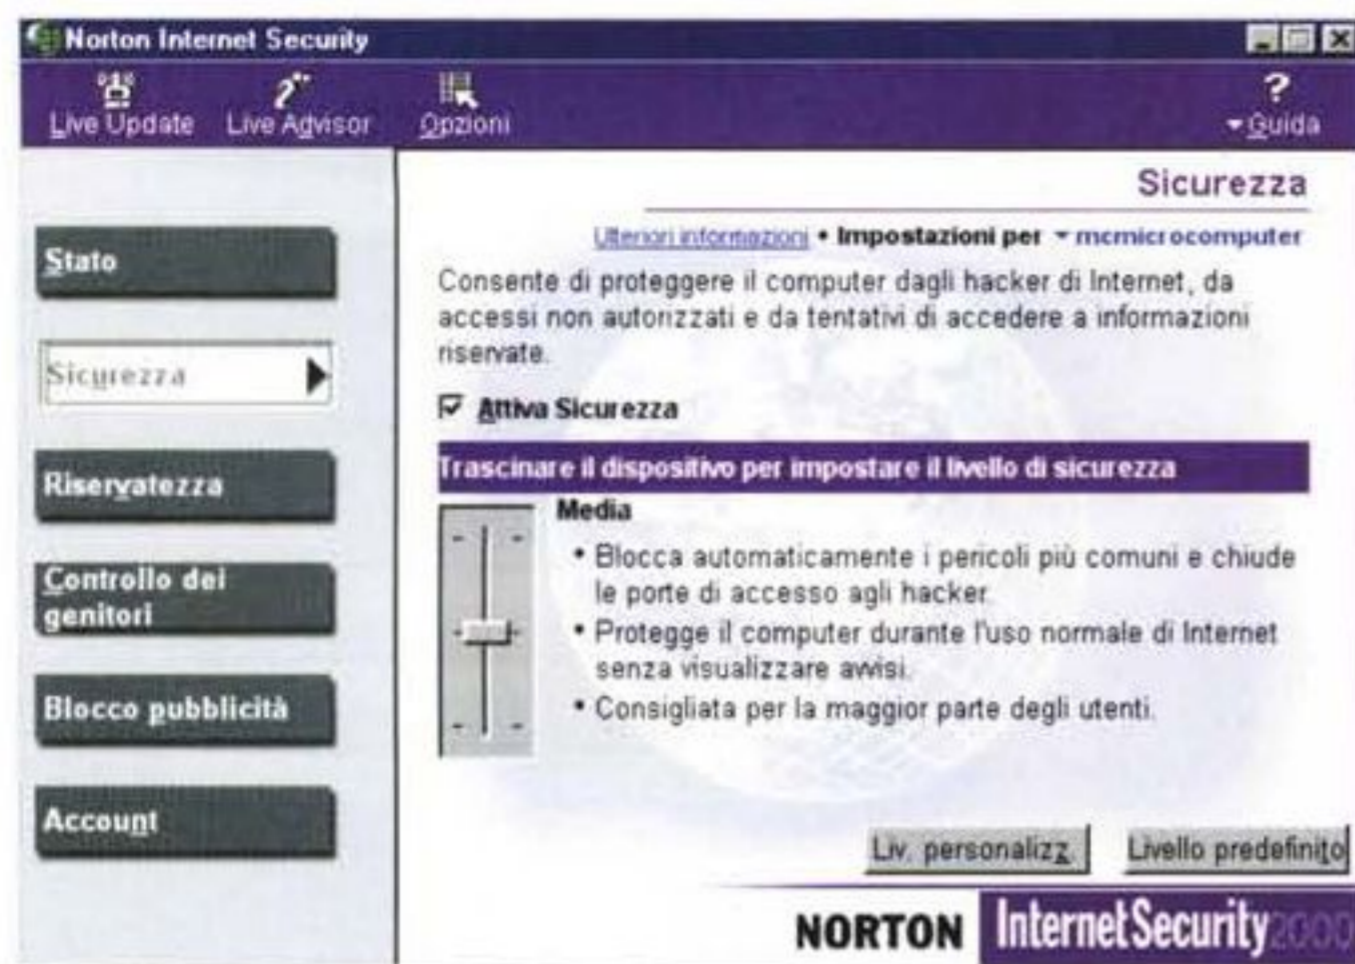 Norton Internet Security
Live Update Live Advisor Opzioni ? Guida
Stato
Sicurezza
Riservatezza
Controllo dei
genitori
Blocco pubblicità
Account
Sicurezza
Ulteriori informazioni • Impostazioni per mcmicrocomputer
Consente di proteggere il computer dagli hacker di Internet, da
accessi non autorizzati e da tentativi di accedere a informazioni
riservate.
Attiva Sicurezza
Trascinare il dispositivo per impostare il livello di sicurezza
Media
• Blocca automaticamente i pericoli più comuni e chiude
le porte di accesso agli hacker.
• Protegge il computer durante l'uso normale di Internet
senza visualizzare avvisi.
• Consigliata per la maggior parte degli utenti.
Liv. personalizz. Livello predefinito
NORTON InternetSecurity2000